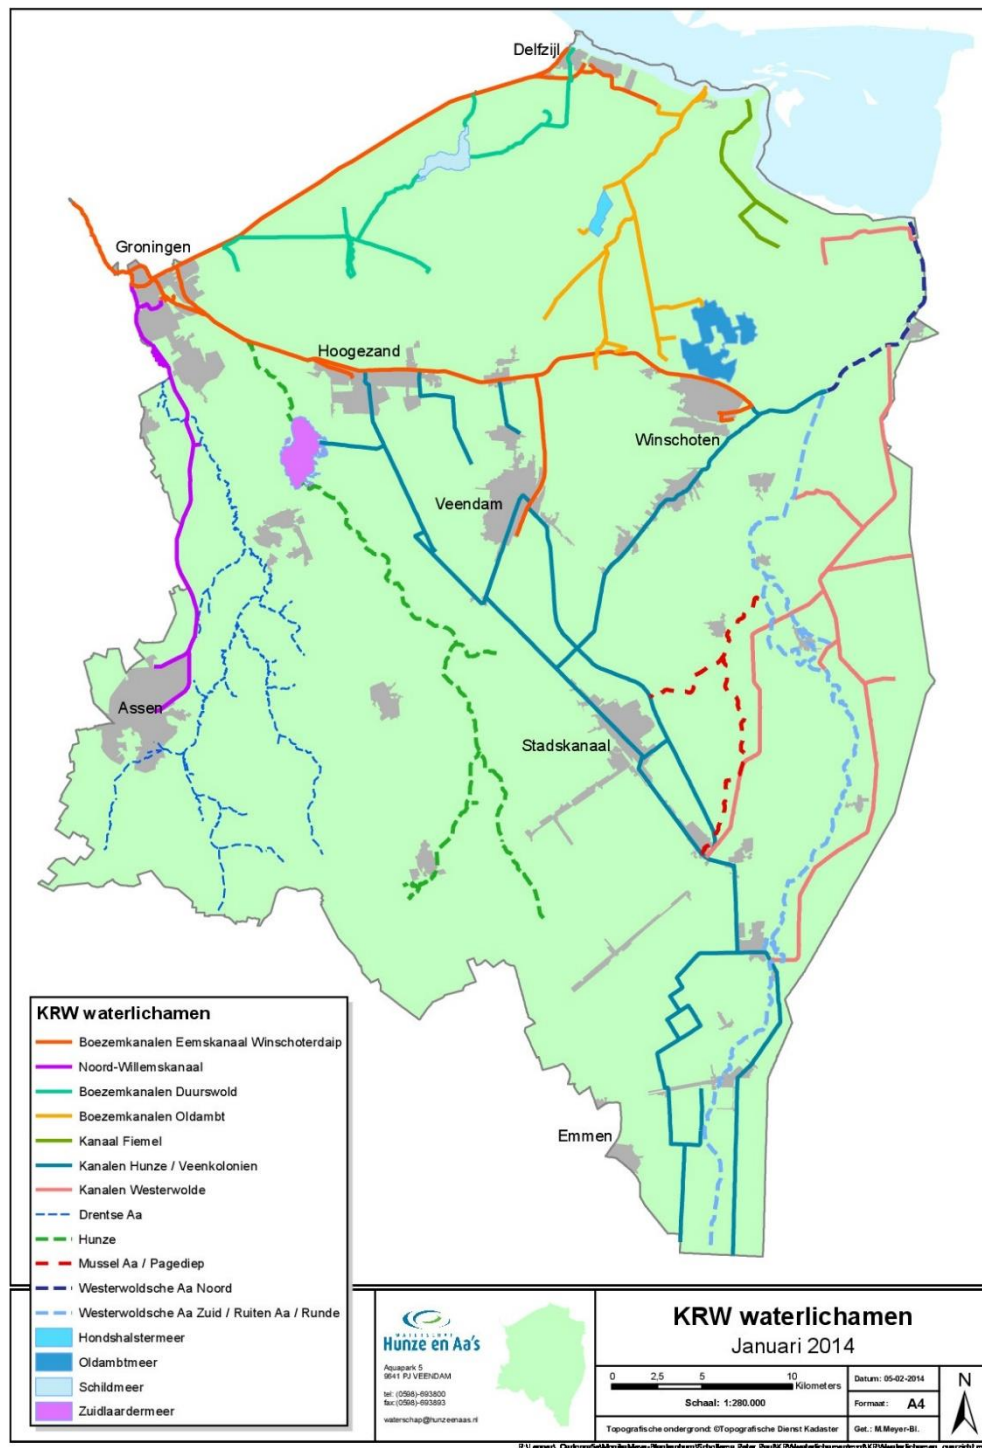 Delfzijl
Groningen
Hoogezand
Winschoten
Veendam
Assen
Stadskanaal
Emmen
KRW waterlichamen
Boezemkanalen Eemskanaal Winschoterdaip
Noord-Willemskanaal
Boezemkanalen Duurswold
Boezemkanalen Oldambt
Kanaal Fiemel
Kanalen Hunze / Veenkolonien
Kanalen Westerwolde
Drentse Aa
Hunze
Mussel Aa / Pagediep
Westerwoldsche Aa Noord
Westerwoldsche Aa Zuid / Ruiten Aa / Runde
Hondshalstermeer
Oldambtmeer
Schildmeer
Zuidlaardermeer
WATERSCHAP
Hunze en Aa's
Aquapark 5
9641 PJ VEENDAM
tel: (0598)-693800
fax:(0598)-693893
waterschap@hunzeenaas.nl
KRW waterlichamen
Januari 2014
0 2,5 5 10
Kilometers
Schaal: 1:280.000
Topografische ondergrond: ©Topografische Dienst Kadaster
Datum: 05-02-2014
Formaat: A4
Get.: M.Meyer-Bl.
N